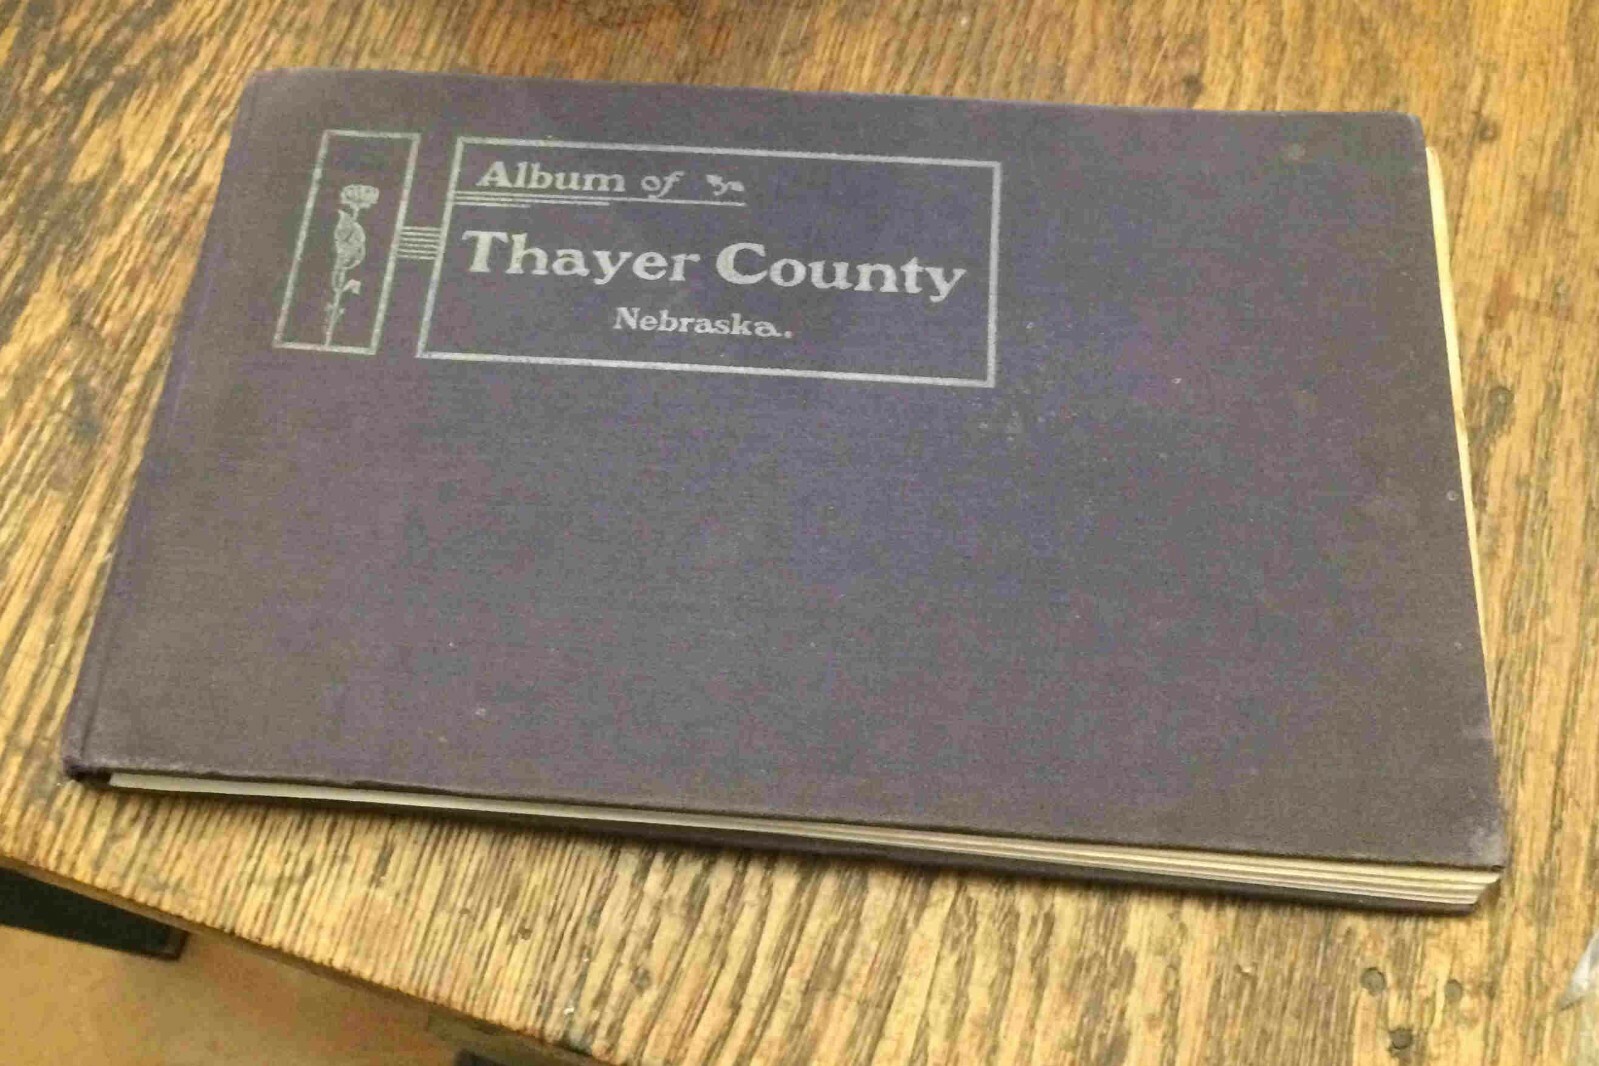 Album of
Thayer County
Nebraska.